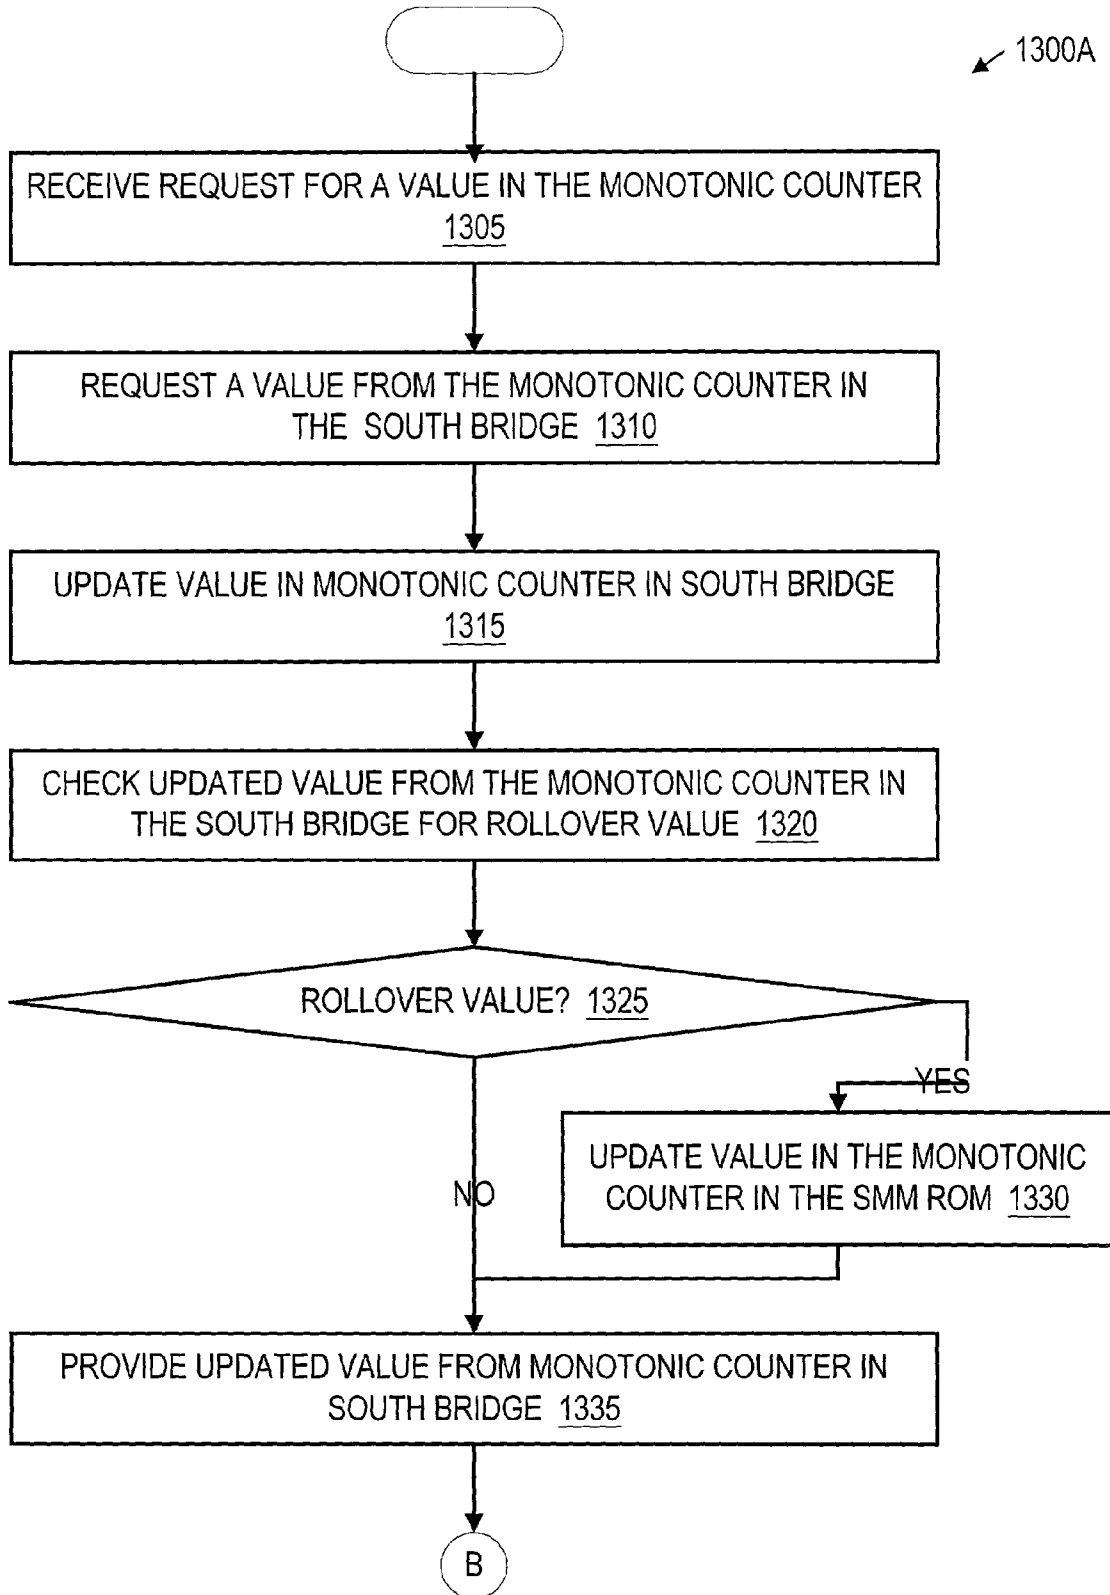 1300A
RECEIVE REQUEST FOR A VALUE IN THE MONOTONIC COUNTER
1305
REQUEST A VALUE FROM THE MONOTONIC COUNTER IN
THE SOUTH BRIDGE 1310
UPDATE VALUE IN MONOTONIC COUNTER IN SOUTH BRIDGE
1315
CHECK UPDATED VALUE FROM THE MONOTONIC COUNTER IN
THE SOUTH BRIDGE FOR ROLLOVER VALUE 1320
ROLLOVER VALUE? 1325
YES
UPDATE VALUE IN THE MONOTONIC
COUNTER IN THE SMM ROM 1330
NO
PROVIDE UPDATED VALUE FROM MONOTONIC COUNTER IN
SOUTH BRIDGE 1335
B